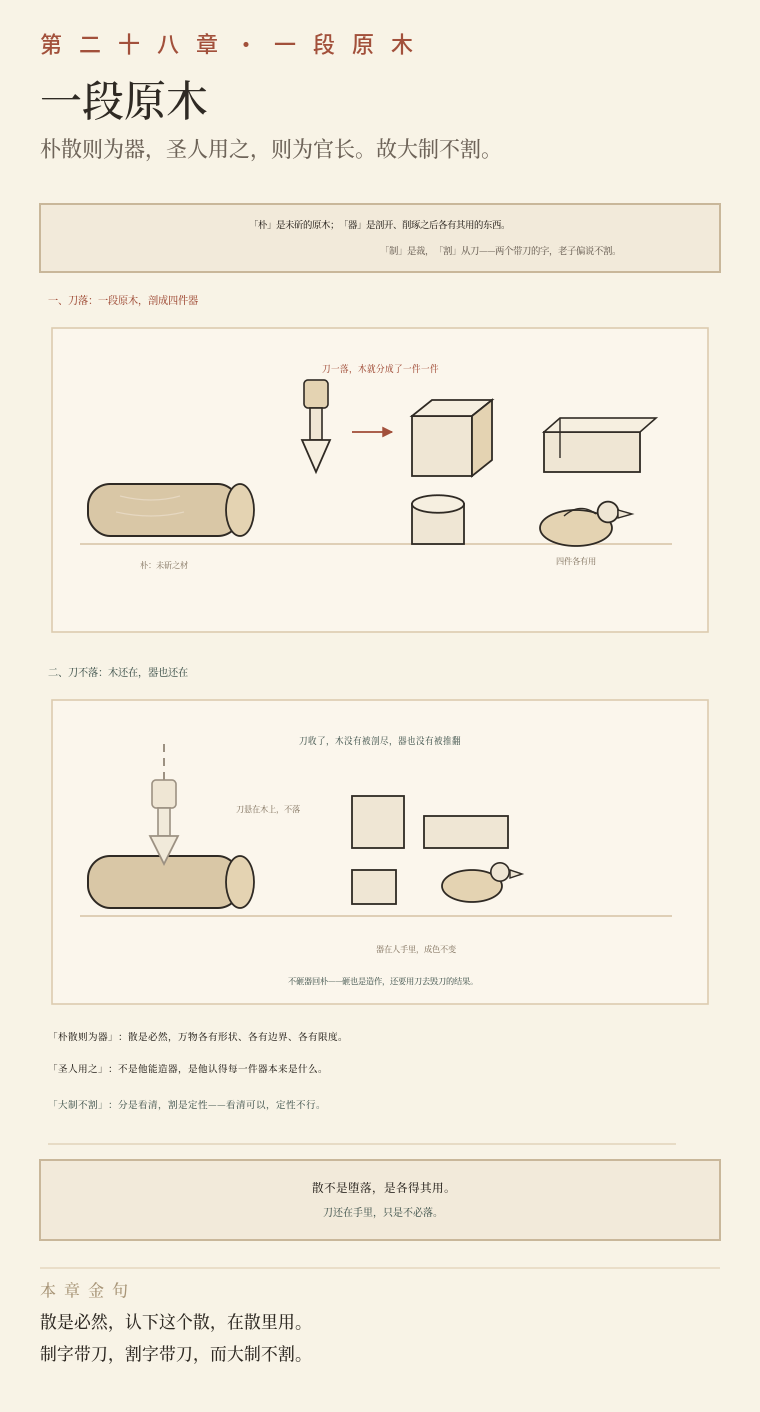 第二十八章·一段原木
一段原木
朴散则为器，圣人用之，则为官长。故大制不割。
「朴」是未斫的原木；「器」是剖开、削琢之后各有其用的东西。
「制」是裁，「割」从刀——两个带刀的字，老子偏说不割。
一、刀落：一段原木，剖成四件器
刀一落，木就分成了一件一件
朴：未斫之材
四件各有用
二、刀不落：木还在，器也还在
刀收了，木没有被剖尽，器也没有被推翻
刀悬在木上，不落
器在人手里，成色不变
不砸器回朴——砸也是造作，还要用刀去毁刀的结果。
「朴散则为器」：散是必然，万物各有形状、各有边界、各有限度。
「圣人用之」：不是他能造器，是他认得每一件器本来是什么。
「大制不割」：分是看清，割是定性——看清可以，定性不行。
散不是堕落，是各得其用。
刀还在手里，只是不必落。
本章金句
散是必然，认下这个散，在散里用。
制字带刀，割字带刀，而大制不割。